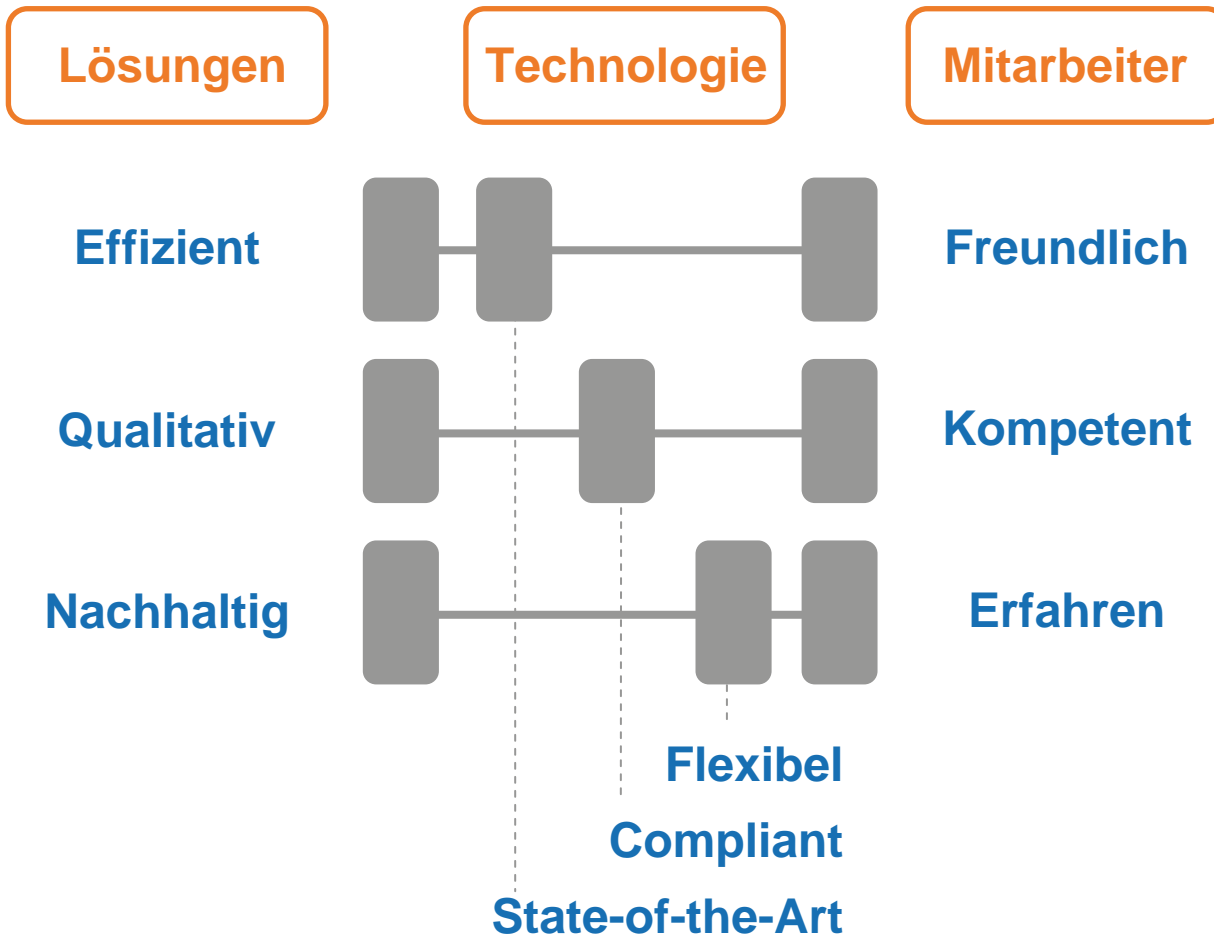 Lösungen
Technologie
Mitarbeiter
Effizient
Freundlich
Qualitativ
Kompetent
Nachhaltig
Erfahren
Flexibel
Compliant
State-of-the-Art